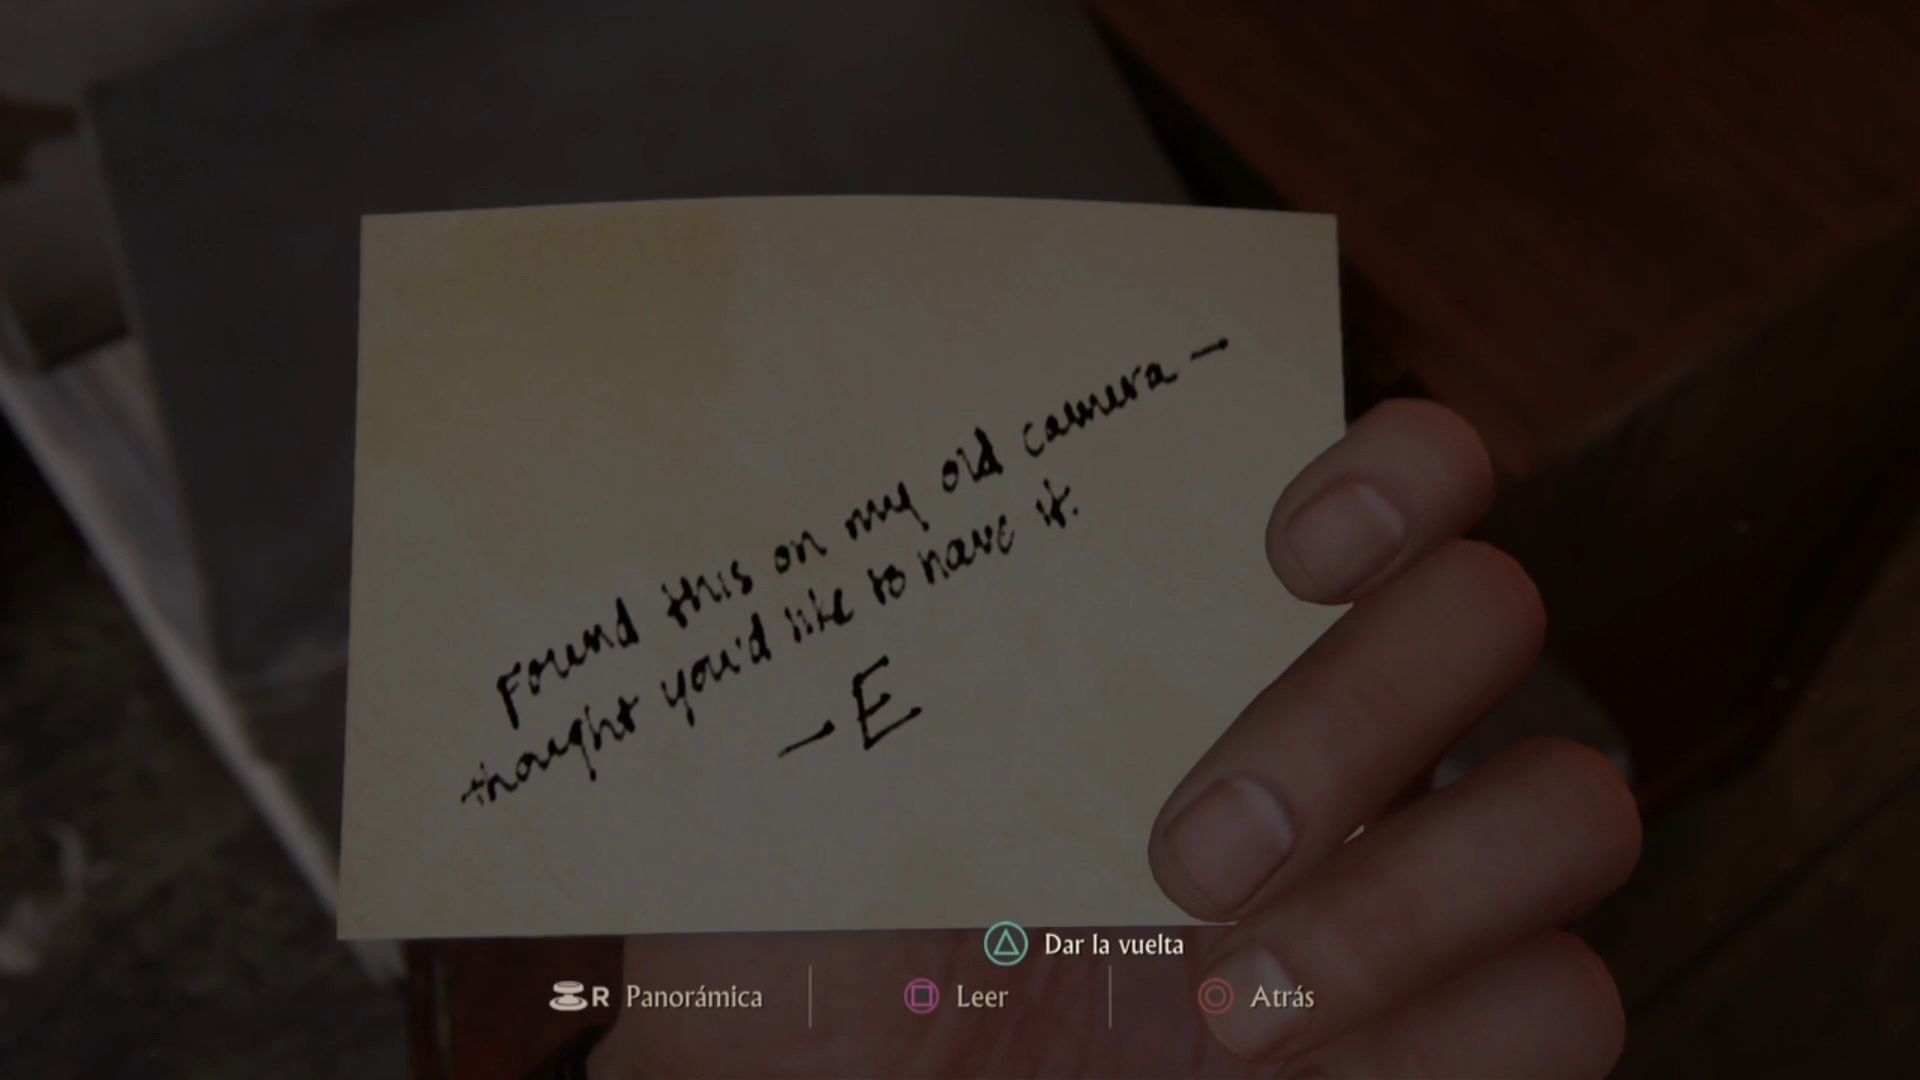 Found this on my old camera –
thought you'd like to have it.
– E
Dar la vuelta
R Panorámica
Leer
Atrás